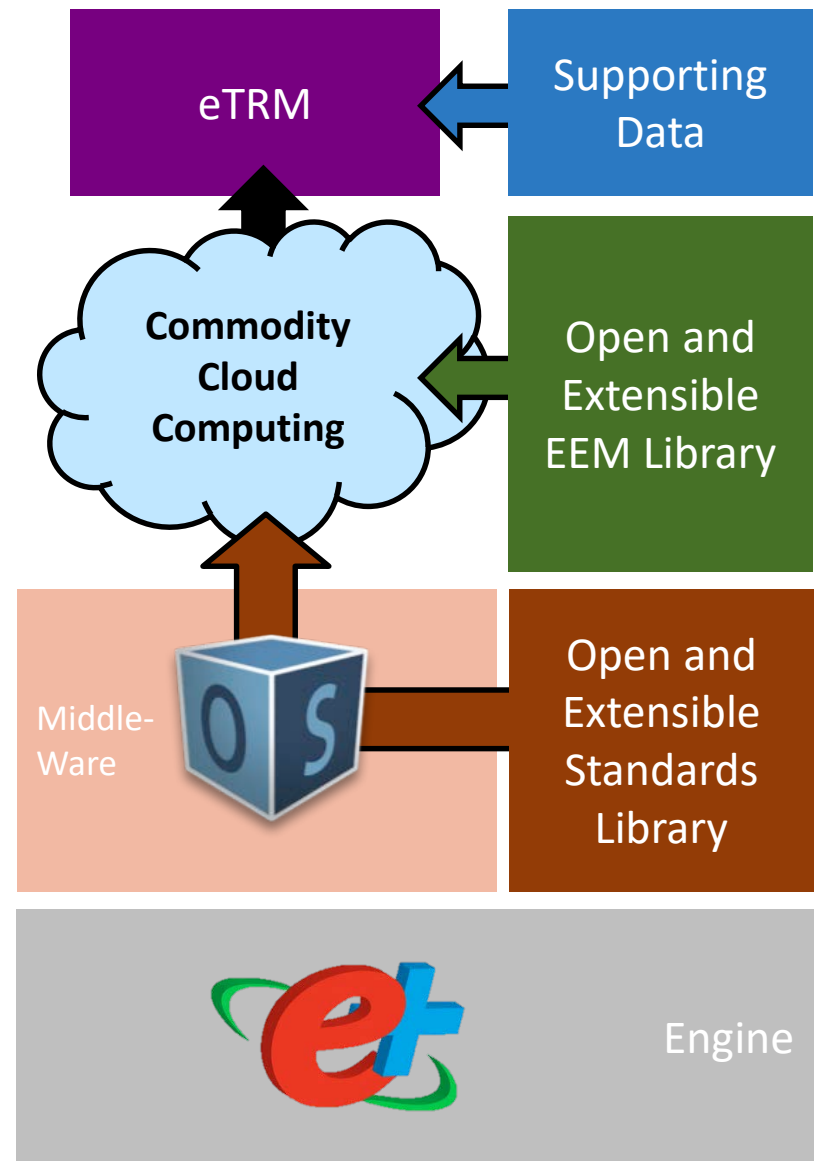 eTRM
Supporting
Data
Commodity
Cloud
Computing
Open and
Extensible
EEM Library
Middle-
Ware
O S
Open and
Extensible
Standards
Library
e+
Engine